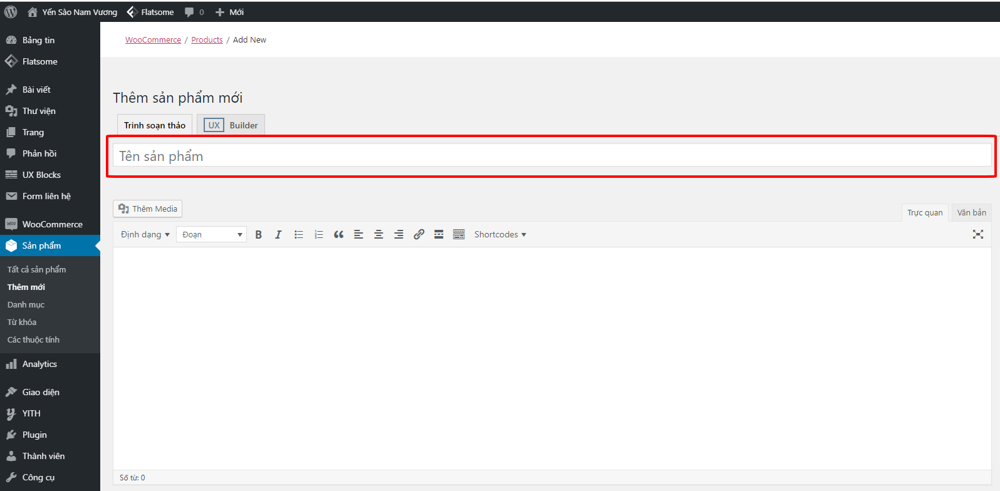 Yến Sào Nam Vương Flatsome 0 Mới
Bảng tin
Flatsome
Bài viết
Thư viện
Trang
Phản hồi
UX Blocks
Form liên hệ
WOO WooCommerce
Sản phẩm
Tất cả sản phẩm
Thêm mới
Danh mục
Từ khóa
Các thuộc tính
Analytics
Giao diện
YITH
Plugin
Thành viên
Công cụ
WooCommerce / Products / Add New
Thêm sản phẩm mới
Trình soạn thảo UX Builder
Tên sản phẩm
Thêm Media
Trực quan Văn bản
Định dạng Đoạn B I Shortcodes
Số từ: 0